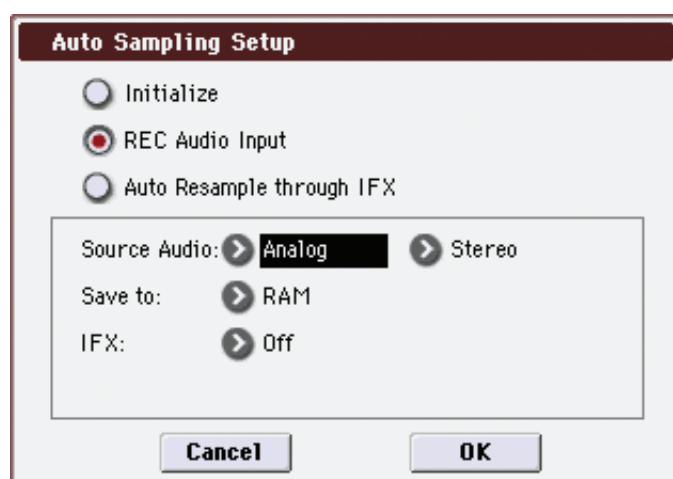 Auto Sampling Setup
Initialize
REC Audio Input
Auto Resample through IFX
Source Audio: Analog Stereo
Save to: RAM
IFX: Off
Cancel OK